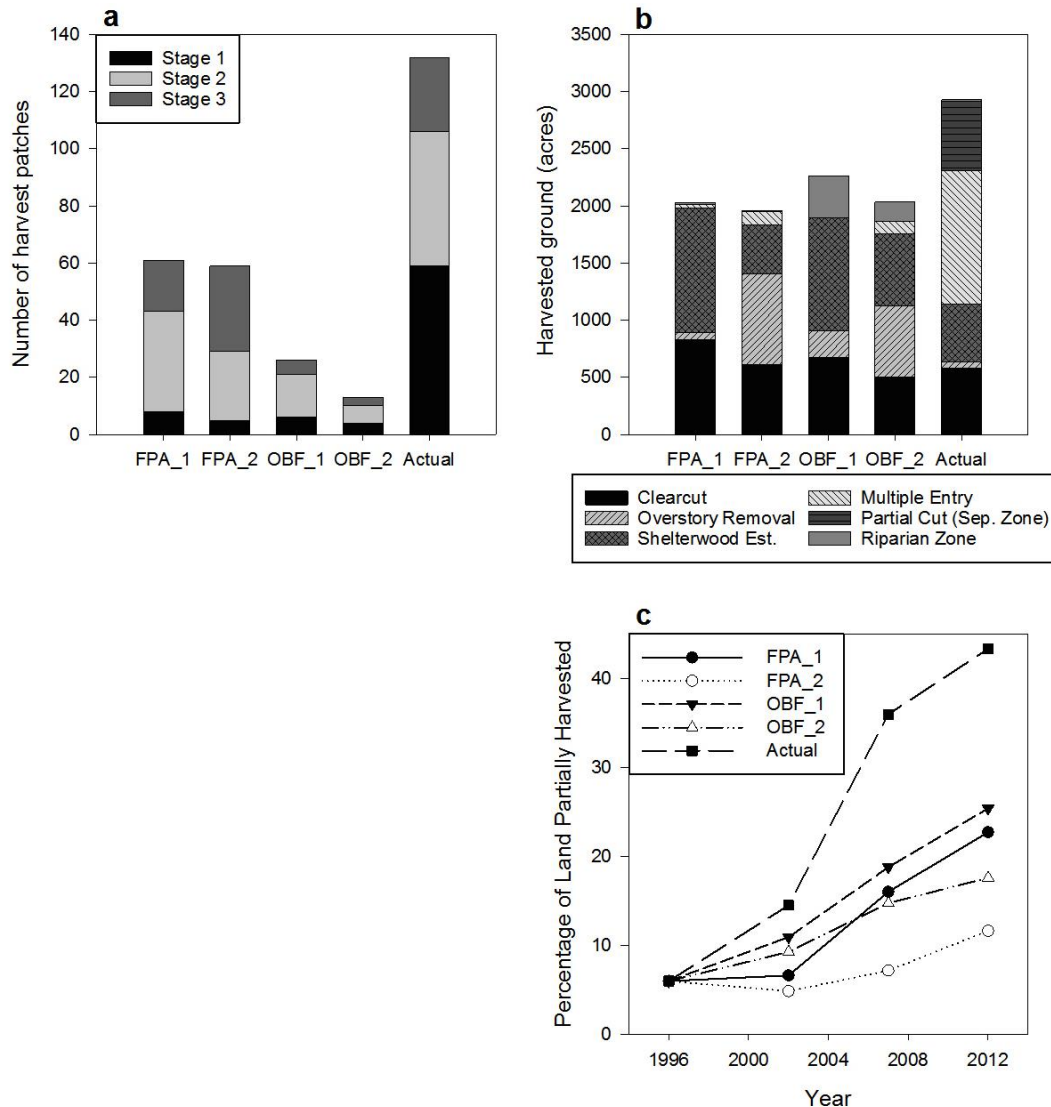 a
Number of harvest patches
140
120
100
80
60
40
20
0
Stage 1
Stage 2
Stage 3
FPA_1 FPA_2 OBF_1 OBF_2 Actual
b
Harvested ground (acres)
3500
3000
2500
2000
1500
1000
500
0
FPA_1 FPA_2 OBF_1 OBF_2 Actual
Clearcut Multiple Entry
Overstory Removal Partial Cut (Sep. Zone)
Shelterwood Est. Riparian Zone
c
Percentage of Land Partially Harvested
40
30
20
10
0
FPA_1
FPA_2
OBF_1
OBF_2
Actual
1996 2000 2004 2008 2012
Year